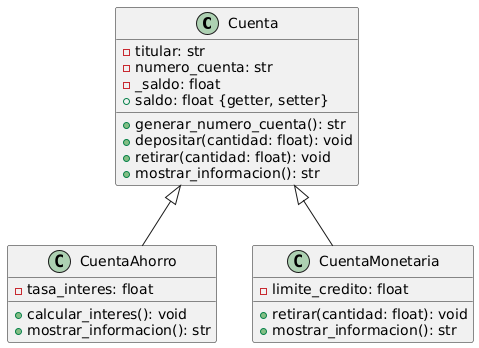 C Cuenta
titular: str
numero_cuenta: str
_saldo: float
saldo: float {getter, setter}
generar_numero_cuenta(): str
depositar(cantidad: float): void
retirar(cantidad: float): void
mostrar_informacion(): str
C CuentaAhorro
tasa_interes: float
calcular_interes(): void
mostrar_informacion(): str
C CuentaMonetaria
limite_credito: float
retirar(cantidad: float): void
mostrar_informacion(): str